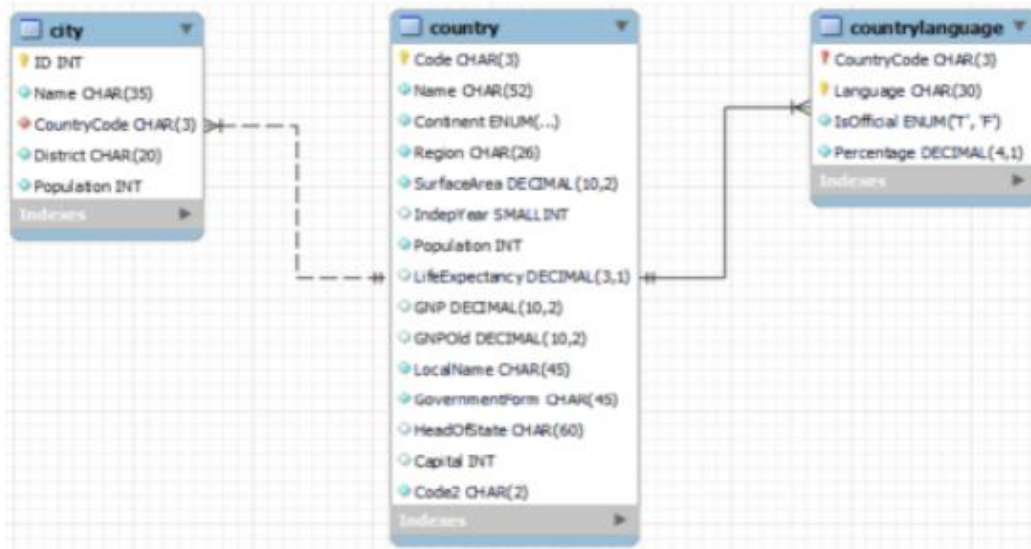 city
ID INT
Name CHAR(35)
CountryCode CHAR(3)
District CHAR(20)
Population INT
Indexes
country
Code CHAR(3)
Name CHAR(52)
Continent ENUM(...)
Region CHAR(26)
SurfaceArea DECIMAL(10,2)
IndepYear SMALLINT
Population INT
LifeExpectancy DECIMAL(3,1)
GNP DECIMAL(10,2)
GNPOld DECIMAL(10,2)
LocalName CHAR(45)
GovernmentForm CHAR(45)
HeadOfState CHAR(60)
Capital INT
Code2 CHAR(2)
Indexes
countrylanguage
CountryCode CHAR(3)
Language CHAR(30)
IsOfficial ENUM('T', 'F')
Percentage DECIMAL(4,1)
Indexes